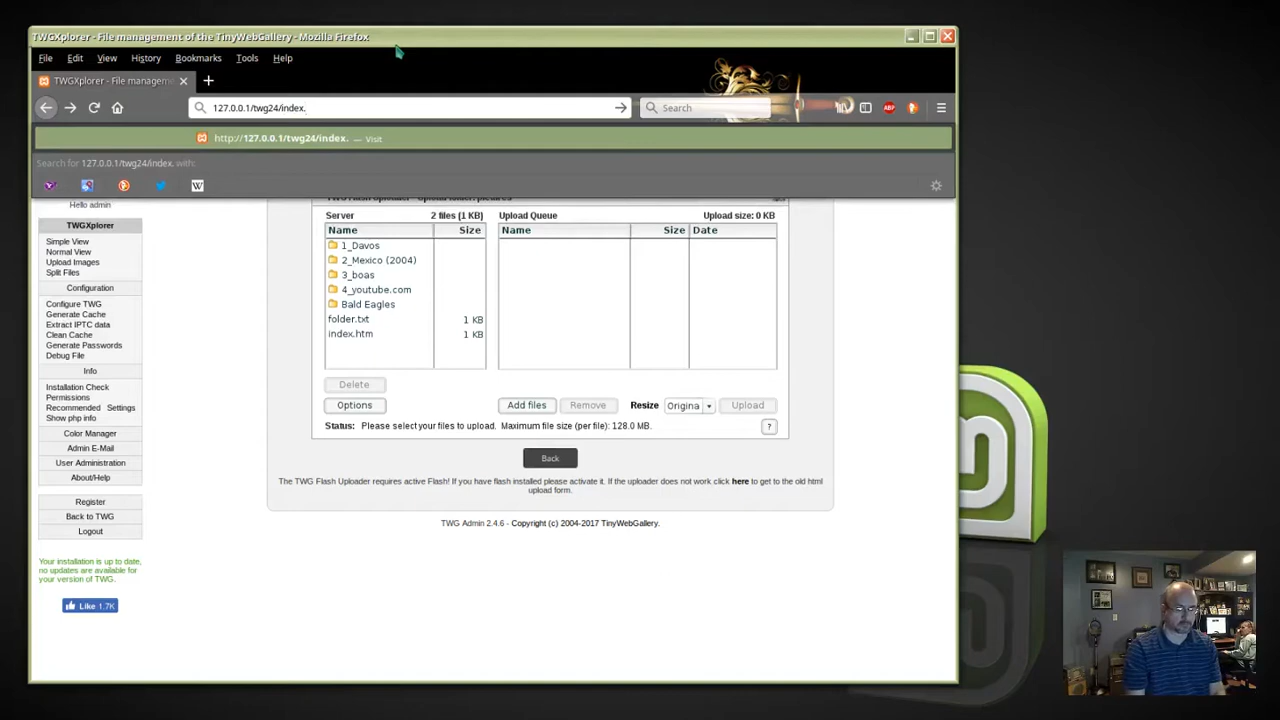 TWGXplorer - File management of the TinyWebGallery - Mozilla Firefox
File Edit View History Bookmarks Tools Help
TWGXplorer - File managem
127.0.0.1/twg24/index.
Search
ABP
http://127.0.0.1/twg24/index. — Visit
Search for 127.0.0.1/twg24/index. with:
W
Hello admin
TWGXplorer
Simple View
Normal View
Upload Images
Split Files
Configuration
Configure TWG
Generate Cache
Extract IPTC data
Clean Cache
Generate Passwords
Debug File
Info
Installation Check
Permissions
Recommended Settings
Show php info
Color Manager
Admin E-Mail
User Administration
About/Help
Register
Back to TWG
Logout
Your installation is up to date,
no updates are available for
your version of TWG.
Like 1.7K
Server 2 files (1 KB)
Name Size
1_Davos
2_Mexico (2004)
3_boas
4_youtube.com
Bald Eagles
folder.txt 1 KB
index.htm 1 KB
Upload Queue Upload size: 0 KB
Name Size Date
Delete
Options Add files Remove Resize Origina Upload
Status: Please select your files to upload. Maximum file size (per file): 128.0 MB. ?
Back
The TWG Flash Uploader requires active Flash! If you have flash installed please activate it. If the uploader does not work click here to get to the old html
upload form.
TWG Admin 2.4.6 - Copyright (c) 2004-2017 TinyWebGallery.